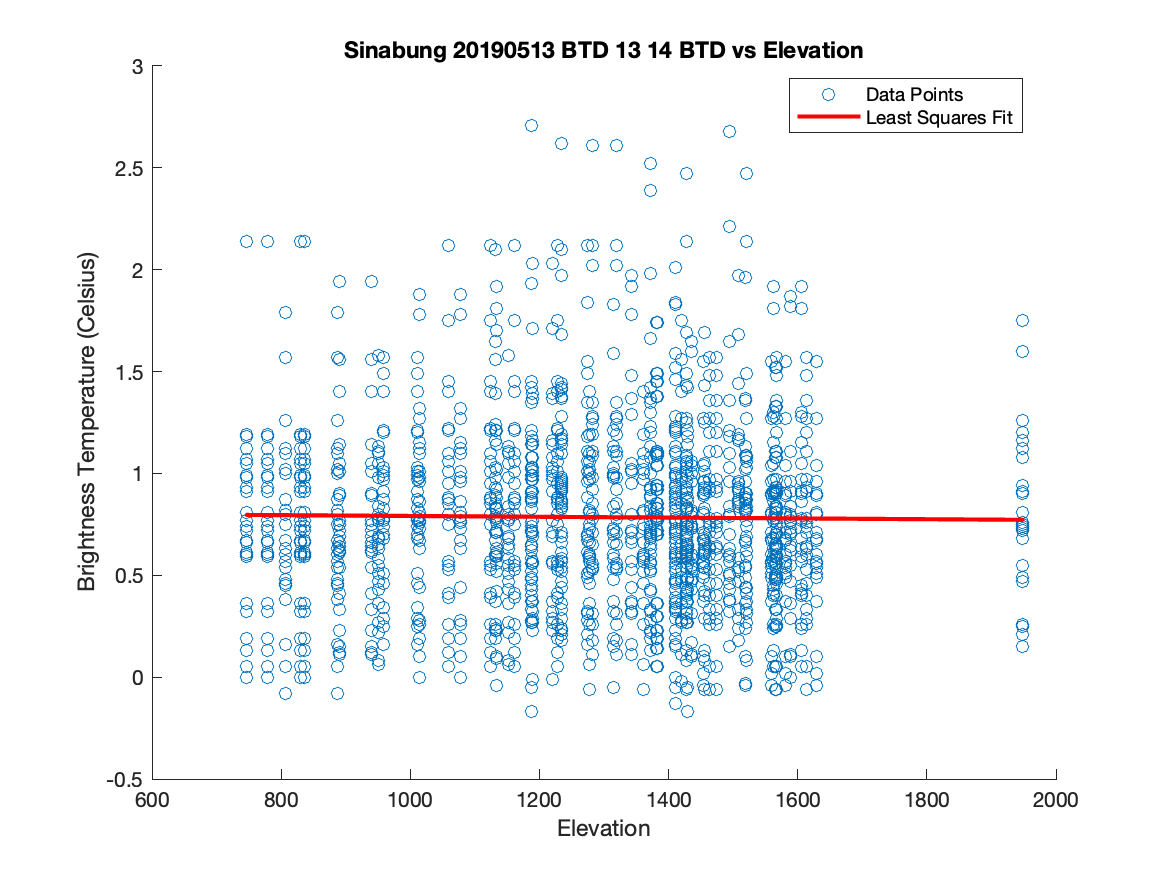 Sinabung 20190513 BTD 13 14 BTD vs Elevation
Data Points
Least Squares Fit
Brightness Temperature (Celsius)
3
2.5
2
1.5
1
0.5
0
-0.5
600 800 1000 1200 1400 1600 1800 2000
Elevation